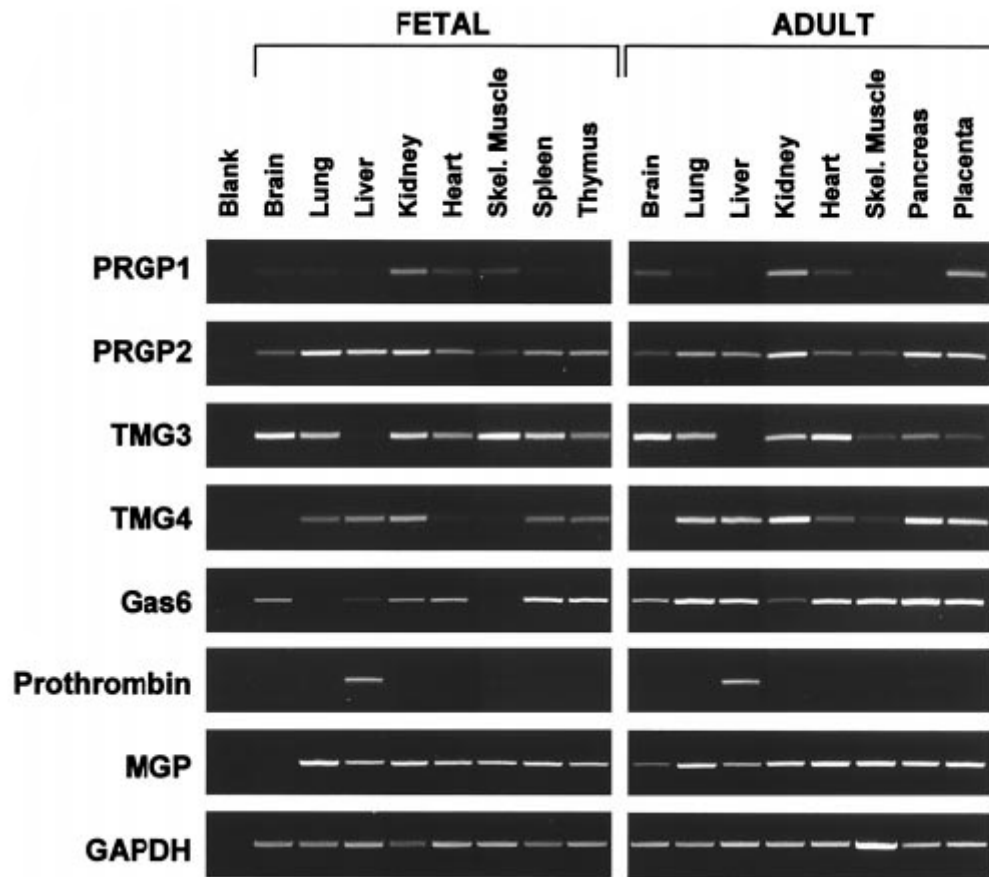 FETAL
ADULT
Blank
Brain
Lung
Liver
Kidney
Heart
Skel. Muscle
Spleen
Thymus
Brain
Lung
Liver
Kidney
Heart
Skel. Muscle
Pancreas
Placenta
PRGP1
PRGP2
TMG3
TMG4
Gas6
Prothrombin
MGP
GAPDH